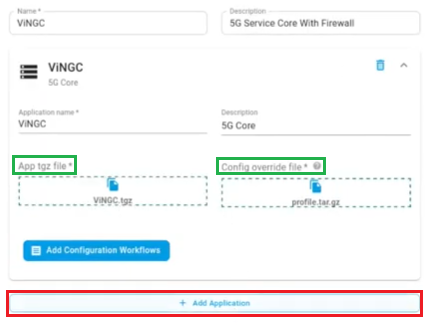 Name *
Description
ViNGC
5G Service Core With Firewall
ViNGC
5G Core
Application name *
Description
ViNGC
5G Core
App tgz file *
Config override file *
ViNGC.tgz
profile.tar.gz
Add Configuration Workflows
+ Add Application